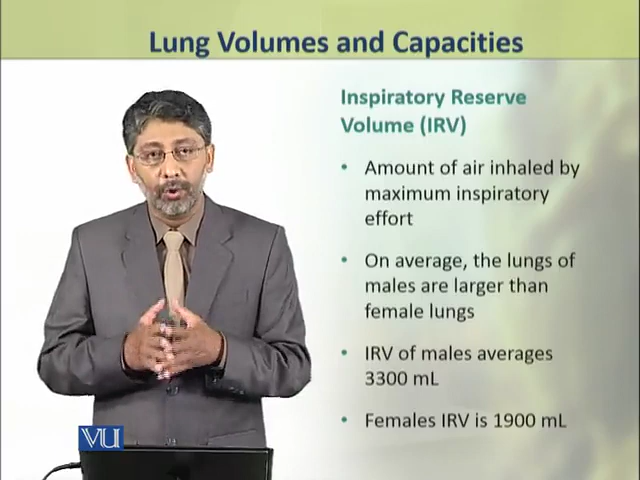 Lung Volumes and Capacities
Inspiratory Reserve
Volume (IRV)
• Amount of air inhaled by
maximum inspiratory
effort
• On average, the lungs of
males are larger than
female lungs
• IRV of males averages
3300 mL
• Females IRV is 1900 mL
VU